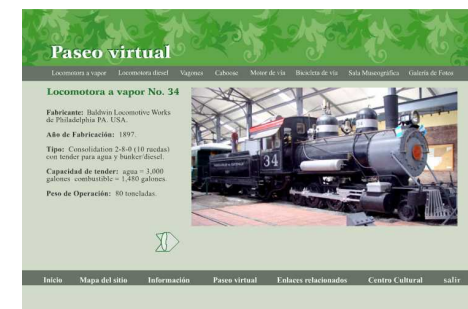 Paseo virtual
Locomotora a vapor Locomotora diesel Vagones Caboose Motor de vía Bicicleta de vía Sala Museográfica Galería de Fotos
Locomotora a vapor No. 34
Fabricante: Baldwin Locomotive Works
de Philadelphia PA. USA.
Año de Fabricación: 1897.
Tipo: Consolidation 2-8-0 (10 ruedas)
con tender para agua y bunker/diesel.
Capacidad de tender: agua = 3,000
galones combustible = 1,480 galones.
Peso de Operación: 80 toneladas.
34
Inicio Mapa del sitio Información Paseo virtual Enlaces relacionados Centro Cultural salir